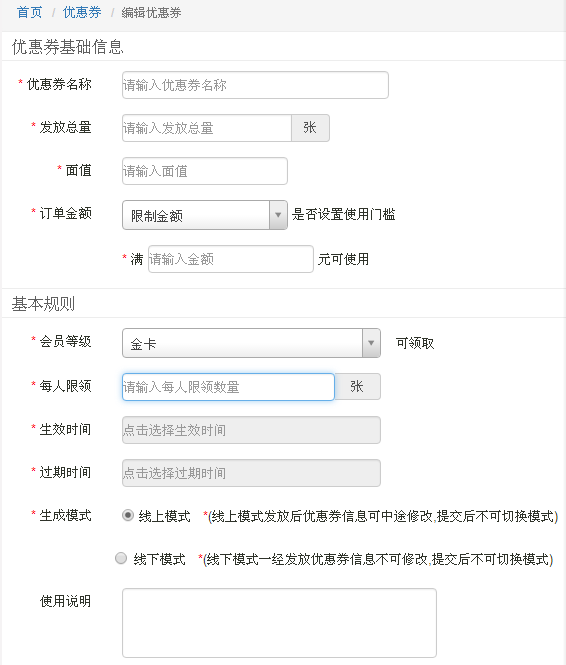 首页 / 优惠券 / 编辑优惠券
优惠券基础信息
* 优惠券名称 请输入优惠券名称
* 发放总量 请输入发放总量 张
* 面值 请输入面值
* 订单金额 限制金额 是否设置使用门槛
* 满 请输入金额 元可使用
基本规则
* 会员等级 金卡 可领取
* 每人限领 请输入每人限领数量 张
* 生效时间 点击选择生效时间
* 过期时间 点击选择过期时间
* 生成模式 线上模式 *(线上模式发放后优惠券信息可中途修改,提交后不可切换模式)
线下模式 *(线下模式一经发放优惠券信息不可修改,提交后不可切换模式)
使用说明